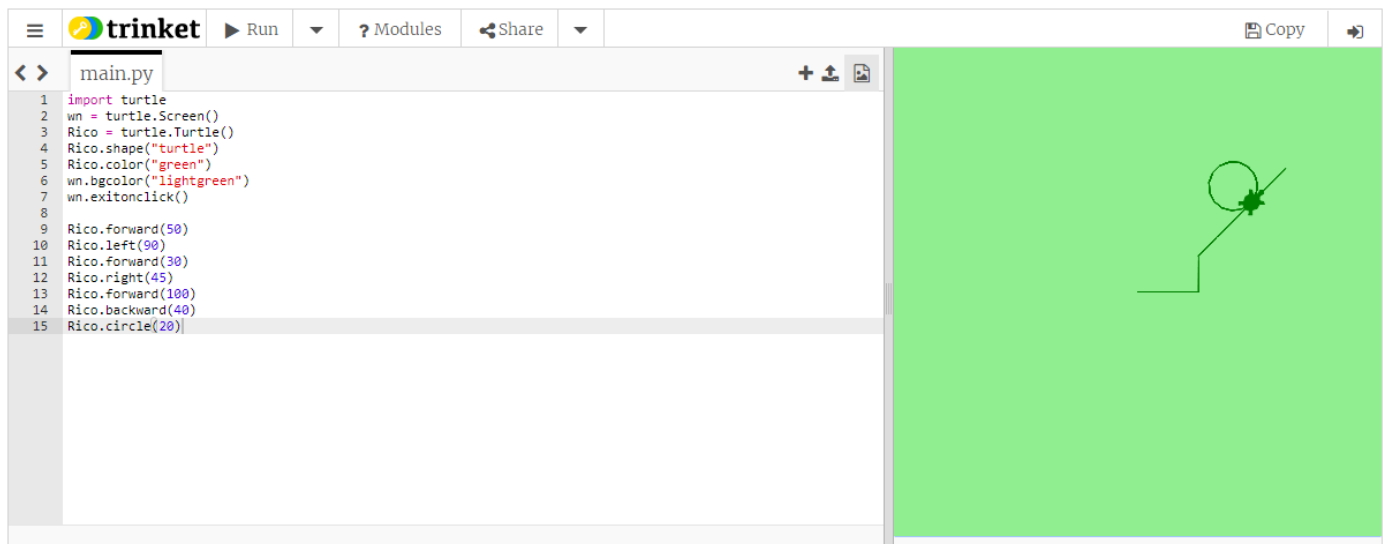 trinket Run ? Modules Share Copy
main.py
1 import turtle
2 wn = turtle.Screen()
3 Rico = turtle.Turtle()
4 Rico.shape("turtle")
5 Rico.color("green")
6 wn.bgcolor("lightgreen")
7 wn.exitonclick()
8
9 Rico.forward(50)
10 Rico.left(90)
11 Rico.forward(30)
12 Rico.right(45)
13 Rico.forward(100)
14 Rico.backward(40)
15 Rico.circle(20)